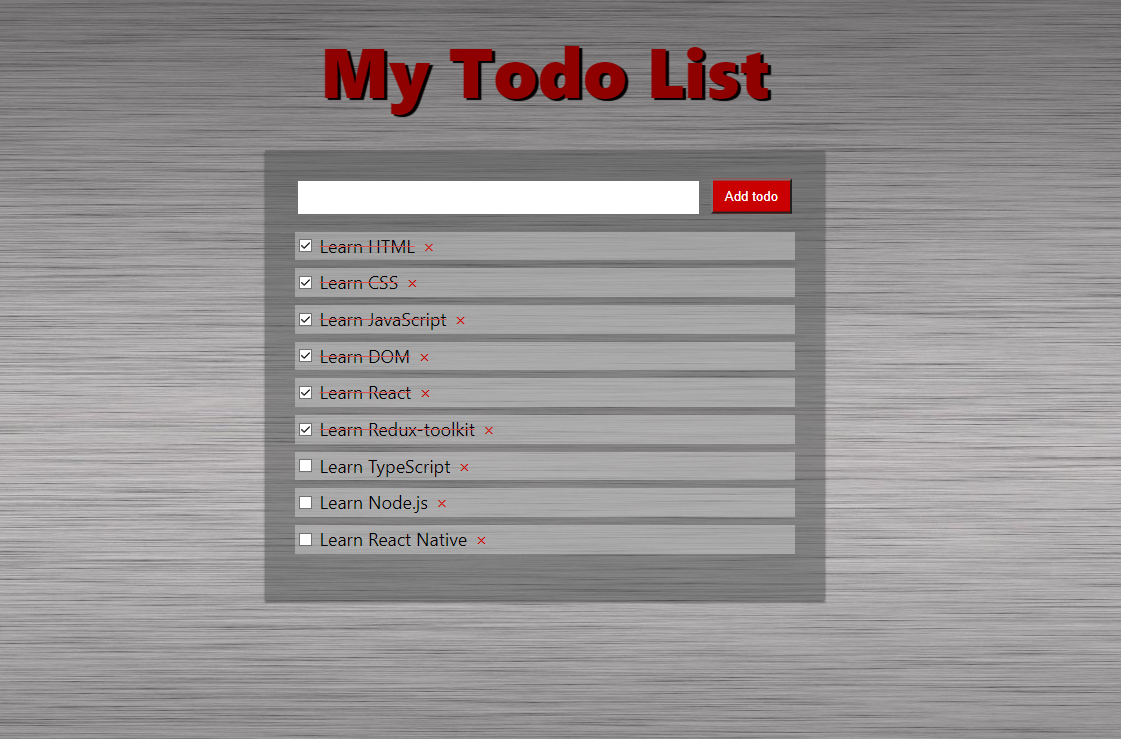 My Todo List
Add todo
Learn HTML ×
Learn CSS ×
Learn JavaScript ×
Learn DOM ×
Learn React ×
Learn Redux-toolkit ×
Learn TypeScript ×
Learn Node.js ×
Learn React Native ×